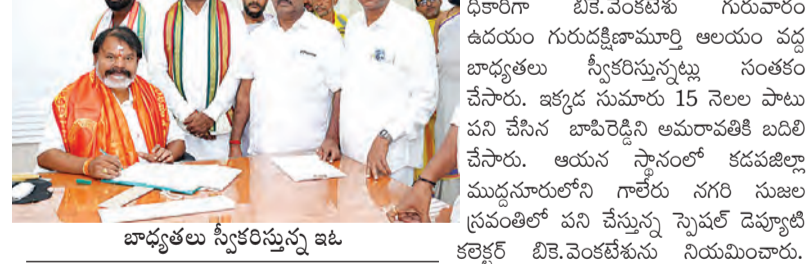 ధికారిగా బికె.వెంకటేశు గురువారం
ఉదయం గురుదక్షిణామూర్తి ఆలయం వద్ద
బాధ్యతలు స్వీకరిస్తున్నట్లు సంతకం
చేసారు. ఇక్కడ సుమారు 15 నెలల పాటు
పని చేసిన బాపిరెడ్డిని అమరావతికి బదిలి
చేసారు. ఆయన స్థానంలో కడపజిల్లా
ముద్దనూరులోని గాలేరు నగరి సుజల
స్రవంతిలో పని చేస్తున్న స్పెషల్ డెప్యూటి
కలెక్టర్ బికె.వెంకటేశును నియమించారు.
బాధ్యతలు స్వీకరిస్తున్న ఇఓ